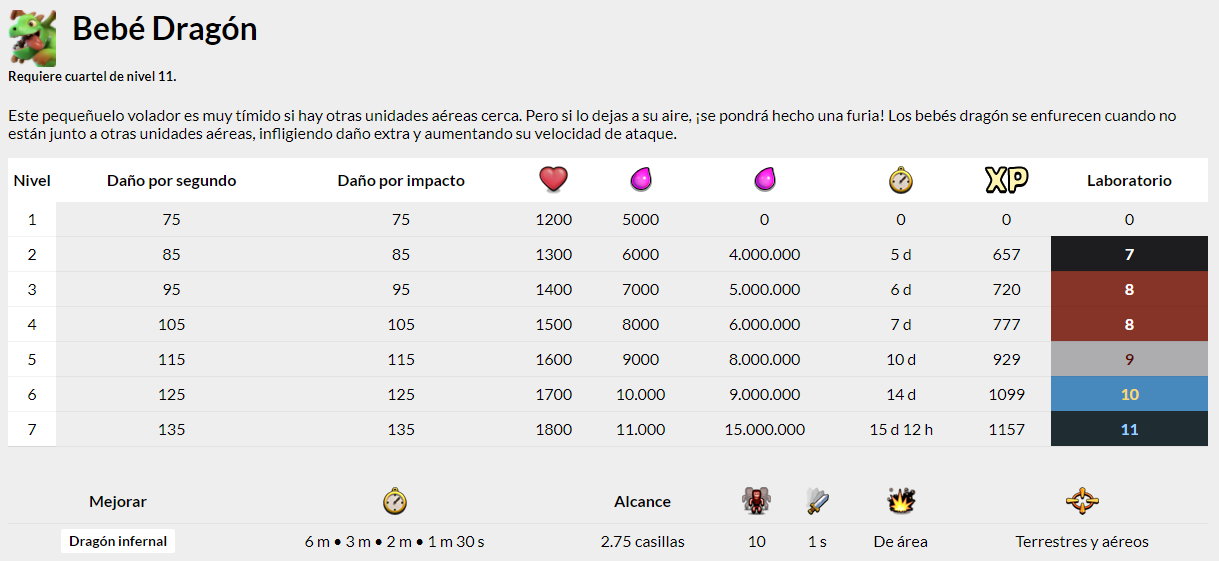 Bebé Dragón
Requiere cuartel de nivel 11.
Este pequeñuelo volador es muy tímido si hay otras unidades aéreas cerca. Pero si lo dejas a su aire, ¡se pondrá hecho una furia! Los bebés dragón se enfurecen cuando no
están junto a otras unidades aéreas, infligiendo daño extra y aumentando su velocidad de ataque.
Nivel Daño por segundo Daño por impacto XP Laboratorio
1 75 75 1200 5000 0 0 0 0
2 85 85 1300 6000 4.000.000 5 d 657 7
3 95 95 1400 7000 5.000.000 6 d 720 8
4 105 105 1500 8000 6.000.000 7 d 777 8
5 115 115 1600 9000 8.000.000 10 d 929 9
6 125 125 1700 10.000 9.000.000 14 d 1099 10
7 135 135 1800 11.000 15.000.000 15 d 12 h 1157 11
Mejorar Alcance
Dragón infernal 6 m • 3 m • 2 m • 1 m 30 s 2.75 casillas 10 1 s De área Terrestres y aéreos